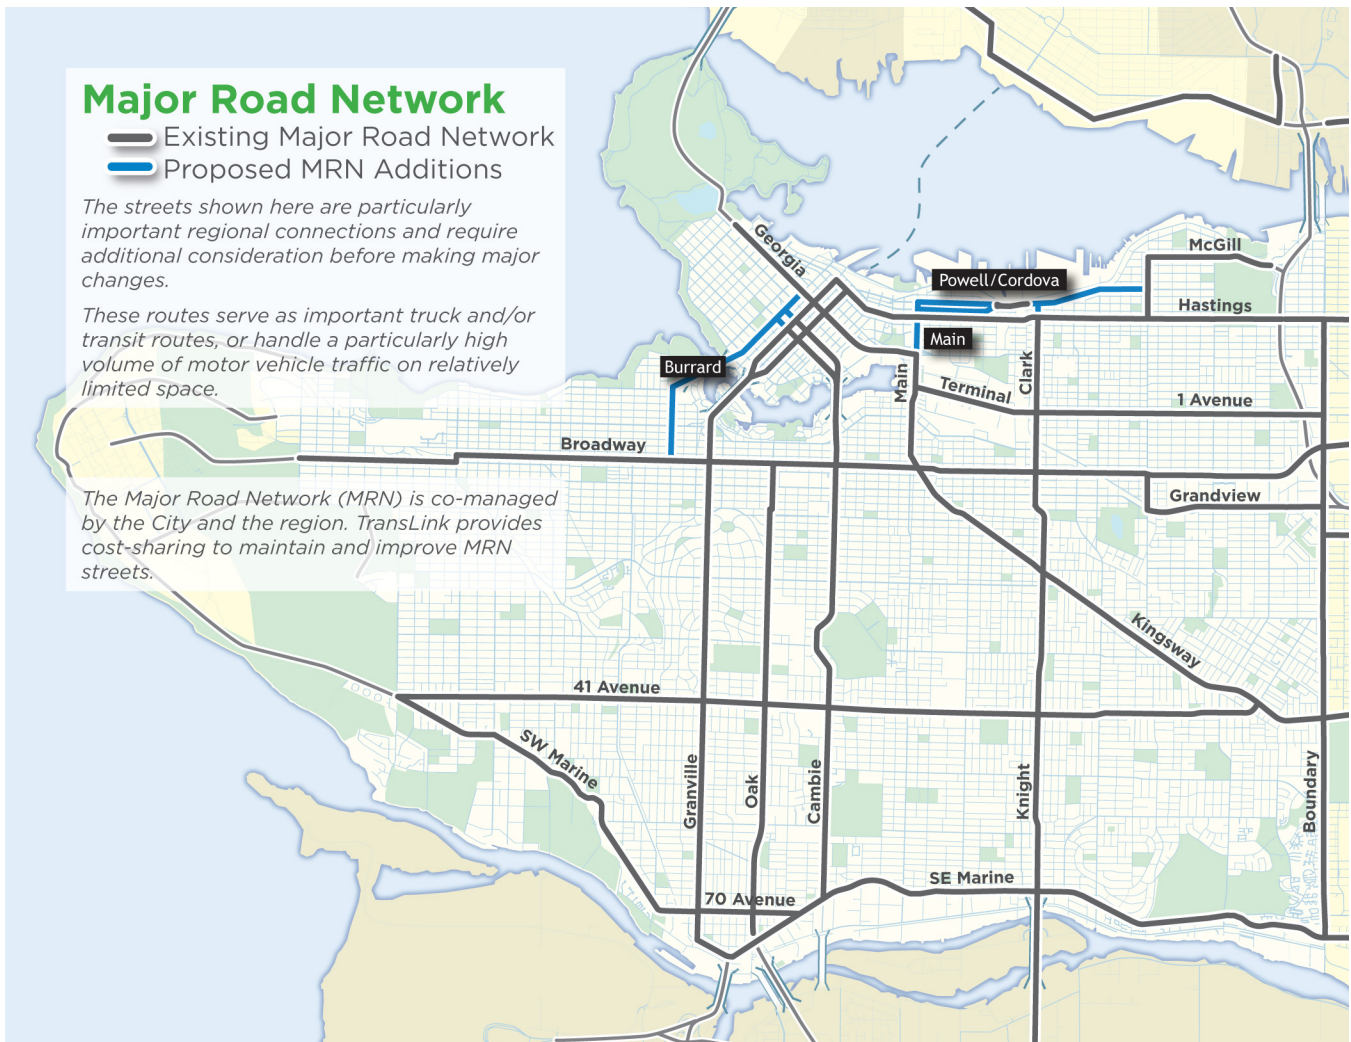 Major Road Network
Existing Major Road Network
Proposed MRN Additions
The streets shown here are particularly
important regional connections and require
additional consideration before making major
changes.
These routes serve as important truck and/or
transit routes, or handle a particularly high
volume of motor vehicle traffic on relatively
limited space.
The Major Road Network (MRN) is co-managed
by the City and the region. TransLink provides
cost-sharing to maintain and improve MRN
streets.
Georgia
McGill
Powell/Cordova
Hastings
Main
Burrard
Main
Clark
Terminal
1 Avenue
Broadway
Grandview
Kingsway
41 Avenue
SW Marine
Granville
Oak
Cambie
Knight
Boundary
SE Marine
70 Avenue